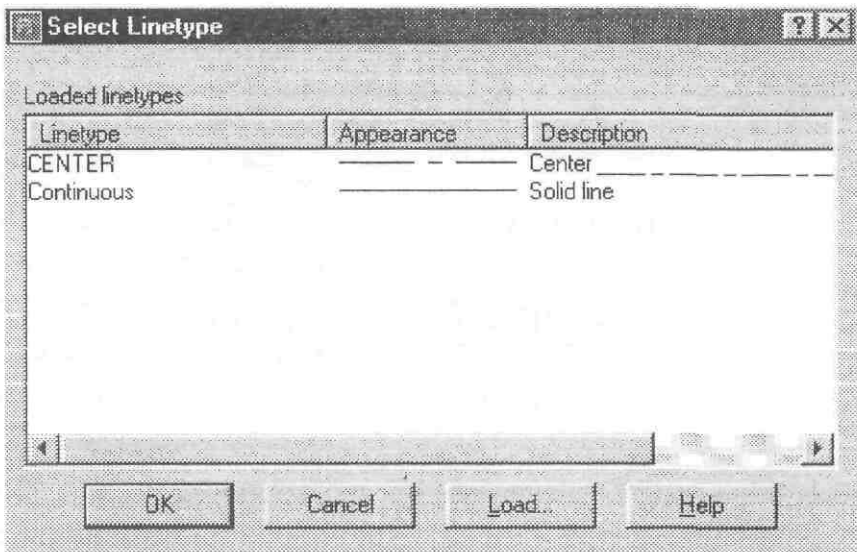 Select Linetype
Loaded linetypes
Linetype Appearance Description
CENTER Center
Continuous Solid line
OK Cancel Load... Help